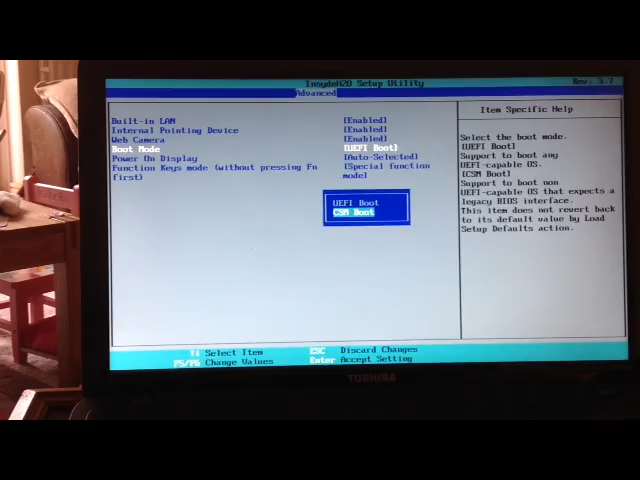 InsydeH2O Setup Utility
Rev. 3.7
Advanced
Built-in LAN [Enabled]
Internal Pointing Device [Enabled]
Web Camera [Enabled]
Boot Mode [UEFI Boot]
Power On Display [Auto-Selected]
Function Keys mode (without pressing Fn [Special function
first) mode]
UEFI Boot
CSM Boot
Item Specific Help
Select the boot mode.
[UEFI Boot]
Support to boot any
UEFI-capable OS.
[CSM Boot]
Support to boot non
UEFI-capable OS that expects a
legacy BIOS interface.
This item does not revert back
to its default value by Load
Setup Defaults action.
↑↓ Select Item ESC Discard Changes
F5/F6 Change Values Enter Accept Setting
TOSHIBA